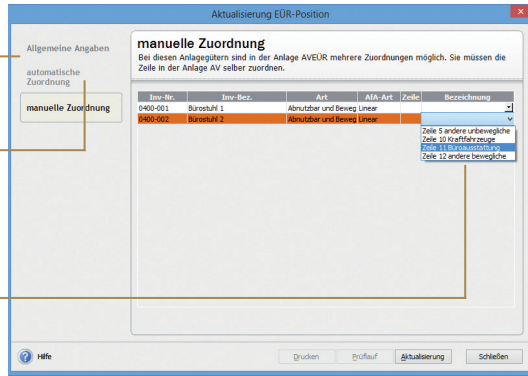 Aktualisierung EÜR-Position
Allgemeine Angaben
automatische
Zuordnung
manuelle Zuordnung
manuelle Zuordnung
Bei diesen Anlagegütern sind in der Anlage AVEÜR mehrere Zuordnungen möglich. Sie müssen die
Zeile in der Anlage AV selber zuordnen.
Inv-Nr. Inv-Bez. Art AfA-Art Zeile Bezeichnung
0400-001 Bürostuhl 1 Abnutzbar und Beweg Linear
0400-002 Bürostuhl 2 Abnutzbar und Beweg Linear
Zeile 5 andere unbewegliche
Zeile 10 Kraftfahrzeuge
Zeile 11 Büroausstattung
Zeile 12 andere bewegliche
Hilfe
Drucken Prüflauf Aktualisierung Schließen